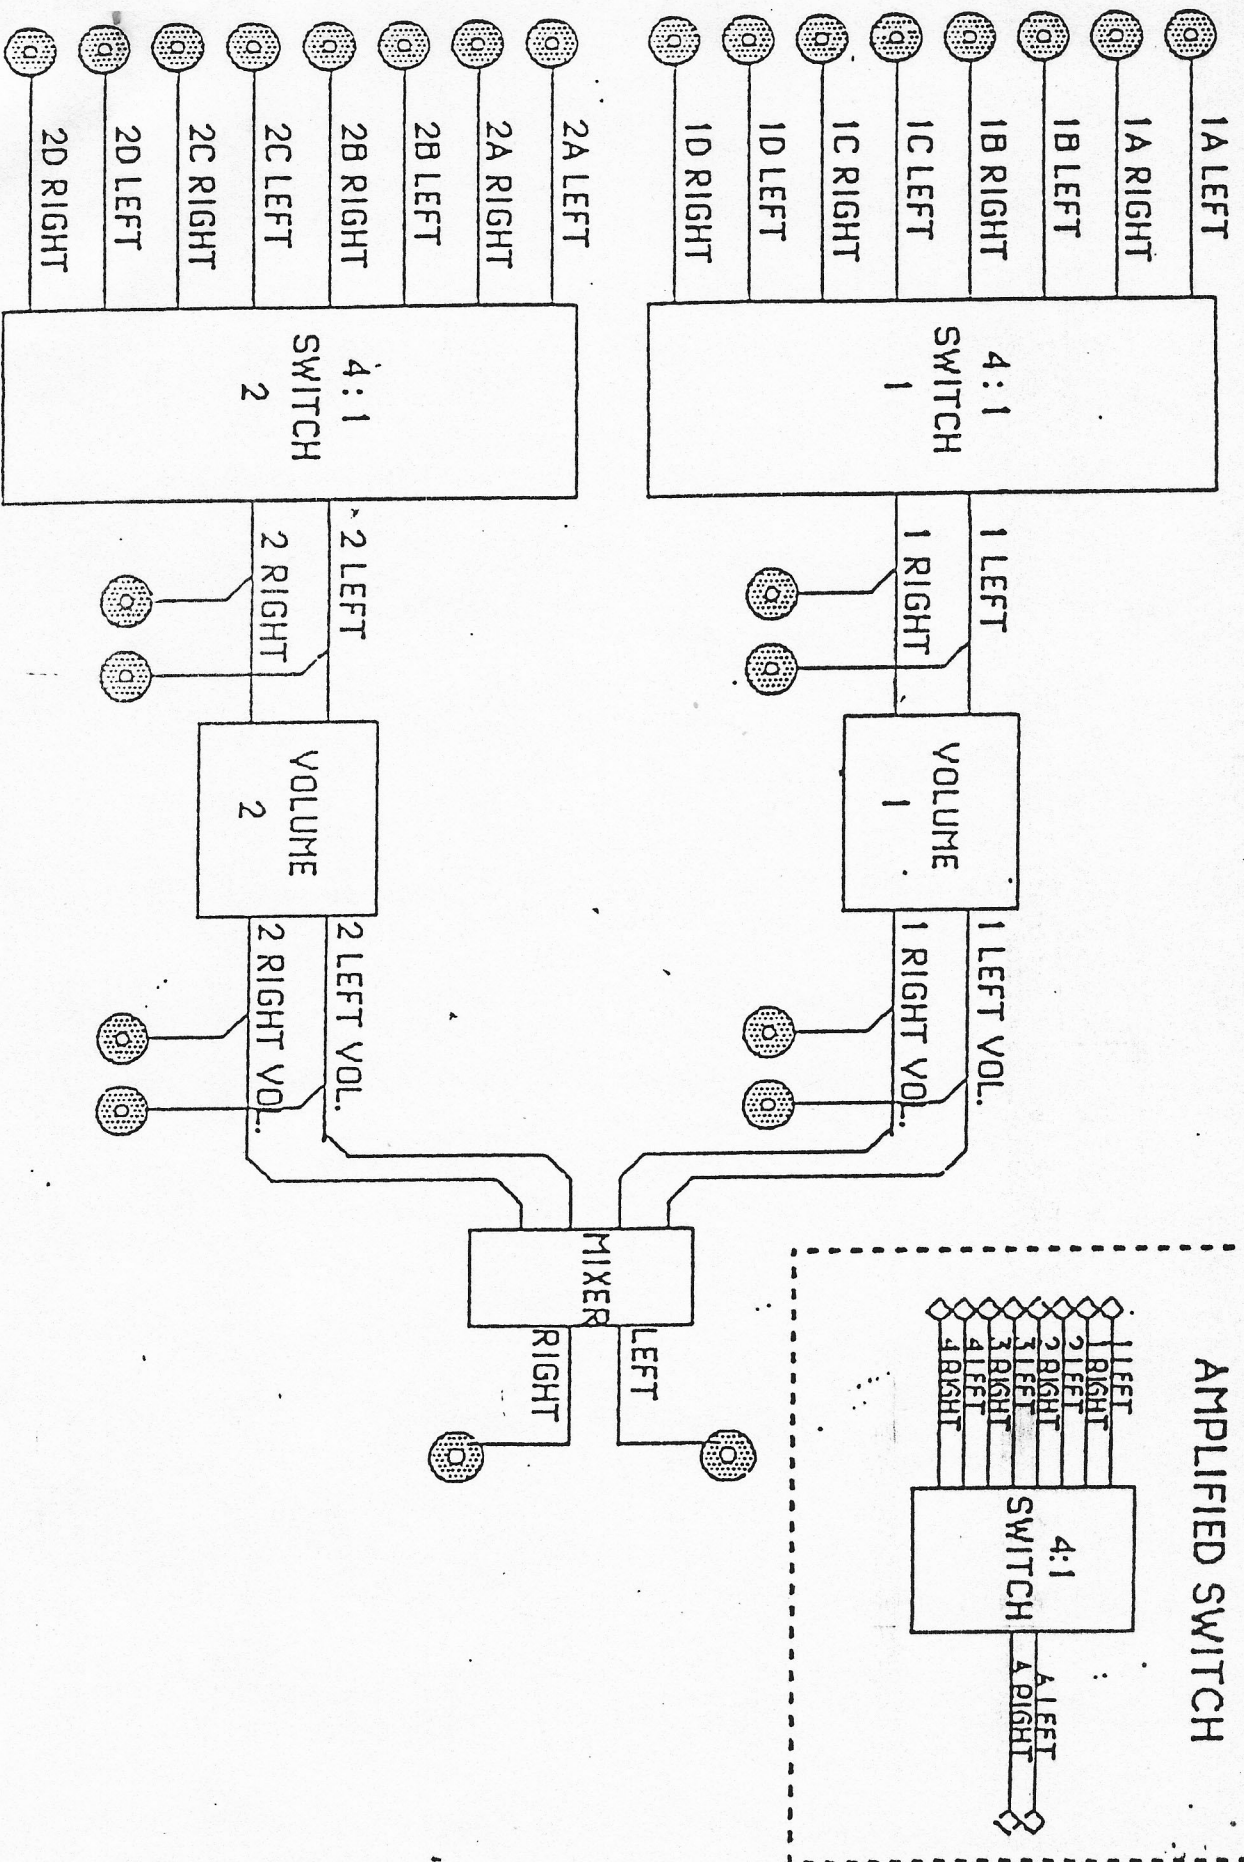 1A LEFT
1A RIGHT
1B LEFT
1B RIGHT
1C LEFT
1C RIGHT
1D LEFT
1D RIGHT
4:1
SWITCH
1
1 LEFT
1 RIGHT
VOLUME
1
1 LEFT VOL.
1 RIGHT VOL.
2A LEFT
2A RIGHT
2B LEFT
2B RIGHT
2C LEFT
2C RIGHT
2D LEFT
2D RIGHT
4:1
SWITCH
2
2 LEFT
2 RIGHT
VOLUME
2
2 LEFT VOL.
2 RIGHT VOL.
MIXER
LEFT
RIGHT
AMPLIFIED SWITCH
1 LEFT
1 RIGHT
2 LEFT
2 RIGHT
3 LEFT
3 RIGHT
4 LEFT
4 RIGHT
4:1
SWITCH
A LEFT
A RIGHT